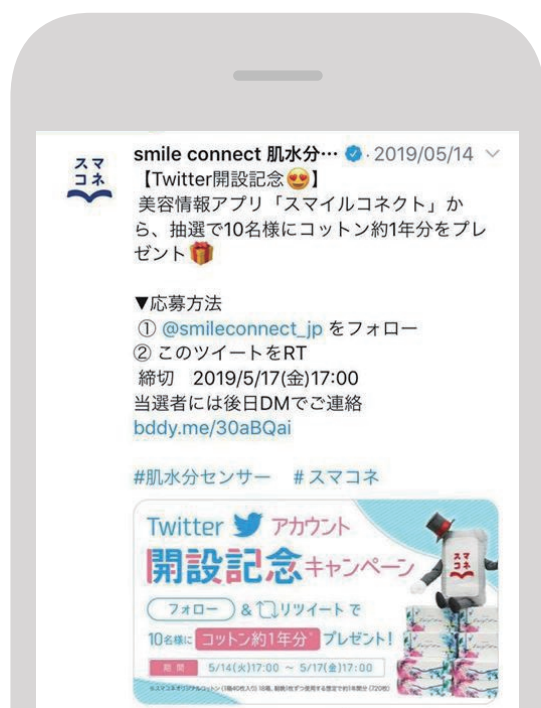 スマ
コネ
smile connect 肌水分… · 2019/05/14
【Twitter開設記念😍】
美容情報アプリ「スマイルコネクト」か
ら、抽選で10名様にコットン約1年分をプレ
ゼント🎁
▼応募方法
① @smileconnect_jp をフォロー
② このツイートをRT
締切 2019/5/17(金)17:00
当選者には後日DMでご連絡
bddy.me/30aBQai
#肌水分センサー #スマコネ
Twitter アカウント
開設記念キャンペーン
フォロー & リツイートで
10名様に コットン約1年分* プレゼント!
期間 5/14(火)17:00 ~ 5/17(金)17:00
スマ
コネ